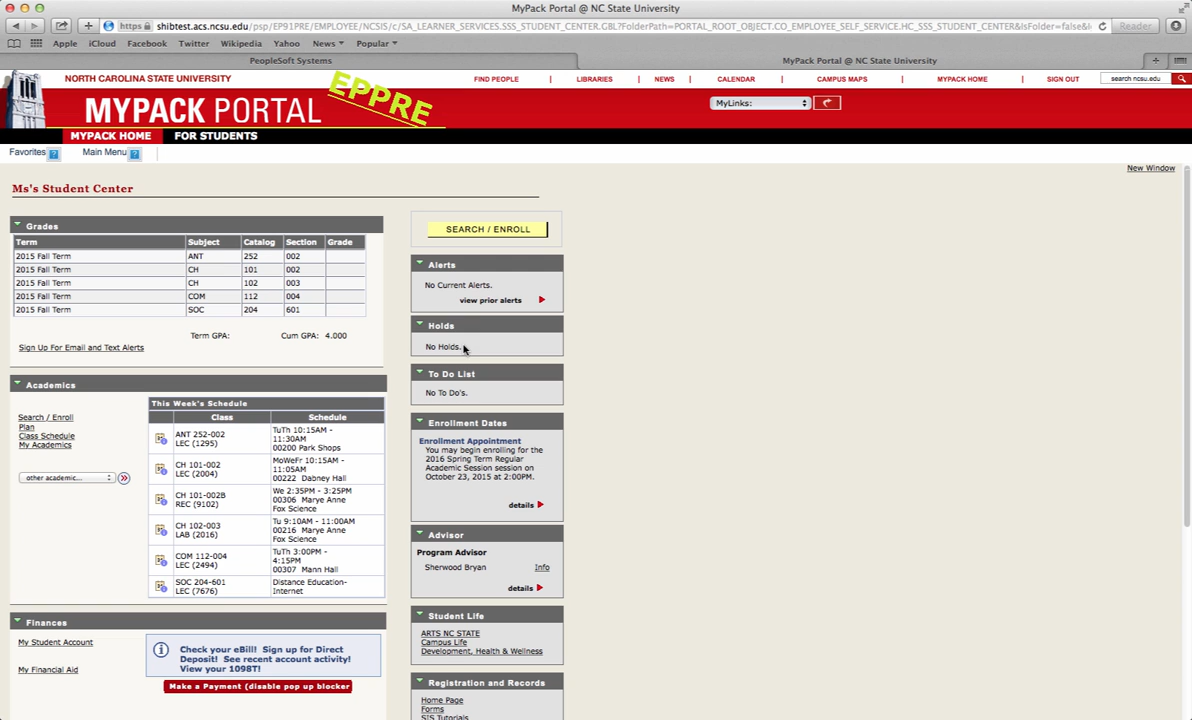 MyPack Portal @ NC State University
https
shibtest.acs.ncsu.edu/psp/EP91PRE/EMPLOYEE/NCSIS/c/SA_LEARNER_SERVICES.SSS_STUDENT_CENTER.GBL?FolderPath=PORTAL_ROOT_OBJECT.CO_EMPLOYEE_SELF_SERVICE.HC_SSS_STUDENT_CENTER&IsFolder=false&
Reader
Apple iCloud Facebook Twitter Wikipedia Yahoo News Popular
PeopleSoft Systems
MyPack Portal @ NC State University
NORTH CAROLINA STATE UNIVERSITY
FIND PEOPLE | LIBRARIES | NEWS | CALENDAR | CAMPUS MAPS | MYPACK HOME | SIGN OUT
search ncsu.edu
MYPACK PORTAL
EPPRE
MyLinks:
MYPACK HOME FOR STUDENTS
Favorites Main Menu
New Window
Ms's Student Center
Grades
Term Subject Catalog Section Grade
2015 Fall Term ANT 252 002
2015 Fall Term CH 101 002
2015 Fall Term CH 102 003
2015 Fall Term COM 112 004
2015 Fall Term SOC 204 601
Term GPA: Cum GPA: 4.000
Sign Up For Email and Text Alerts
Academics
Search / Enroll
Plan
Class Schedule
My Academics
other academic...
This Week's Schedule
Class Schedule
ANT 252-002
LEC (1295)
TuTh 10:15AM -
11:30AM
00200 Park Shops
CH 101-002
LEC (2004)
MoWeFr 10:15AM -
11:05AM
00222 Dabney Hall
CH 101-002B
REC (9102)
We 2:35PM - 3:25PM
00306 Marye Anne
Fox Science
CH 102-003
LAB (2016)
Tu 9:10AM - 11:00AM
00216 Marye Anne
Fox Science
COM 112-004
LEC (2494)
TuTh 3:00PM -
4:15PM
00307 Mann Hall
SOC 204-601
LEC (7676)
Distance Education-
Internet
Finances
My Student Account
My Financial Aid
Check your eBill! Sign up for Direct
Deposit! See recent account activity!
View your 1098T!
Make a Payment (disable pop up blocker
SEARCH / ENROLL
Alerts
No Current Alerts.
view prior alerts
Holds
No Holds.
To Do List
No To Do's.
Enrollment Dates
Enrollment Appointment
You may begin enrolling for the
2016 Spring Term Regular
Academic Session session on
October 23, 2015 at 2:00PM.
details
Advisor
Program Advisor
Sherwood Bryan Info
details
Student Life
ARTS NC STATE
Campus Life
Development, Health & Wellness
Registration and Records
Home Page
Forms
SIS Tutorials